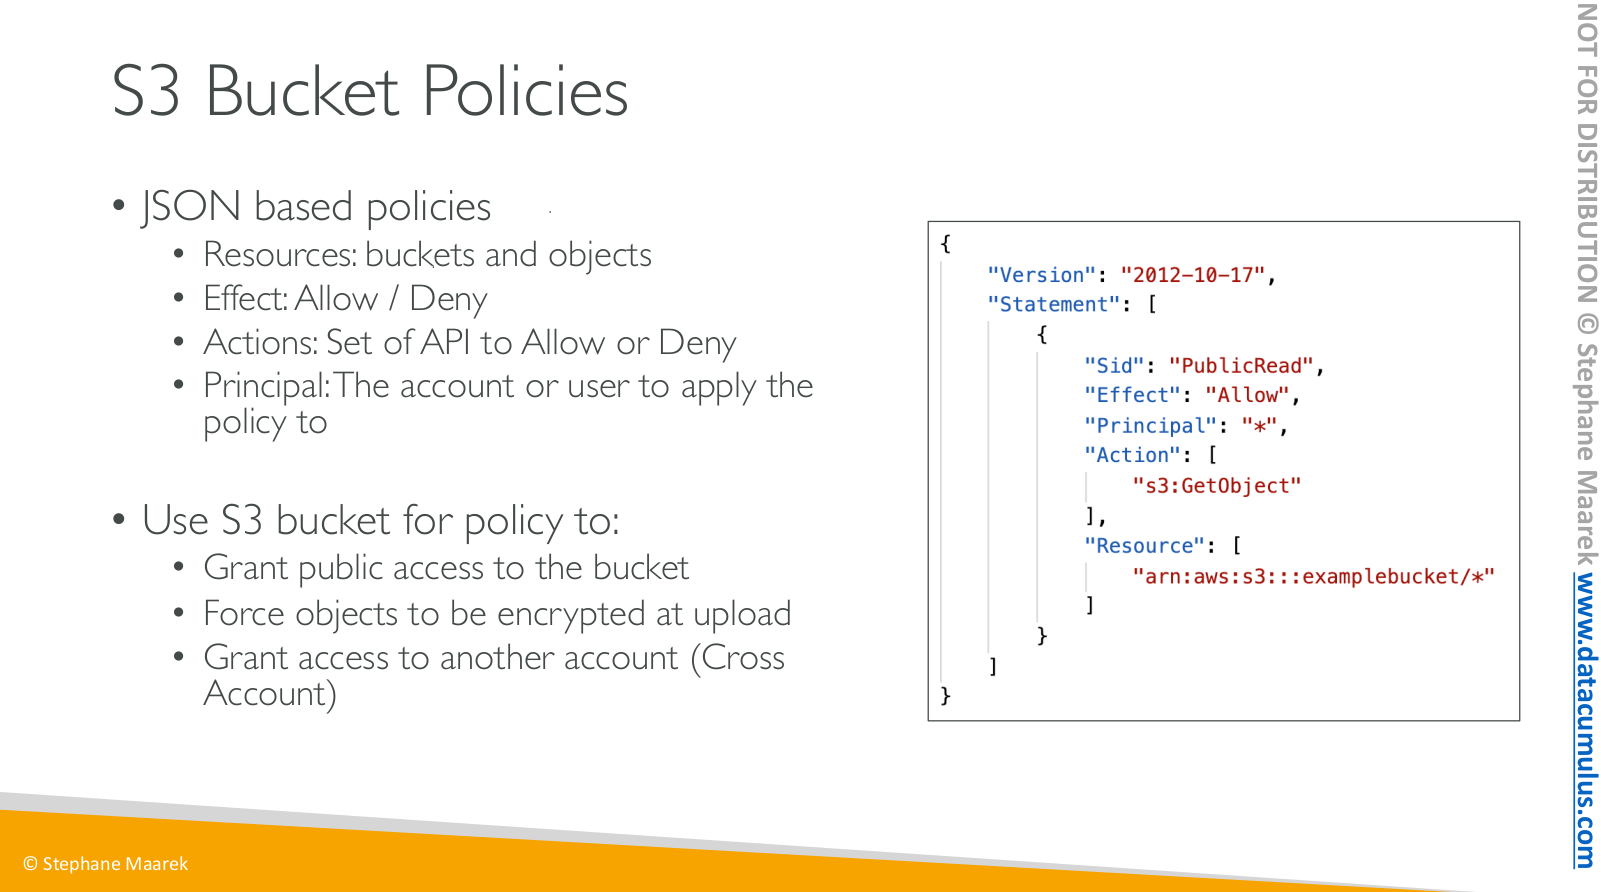 S3 Bucket Policies
• JSON based policies
• Resources: buckets and objects
• Effect: Allow / Deny
• Actions: Set of API to Allow or Deny
• Principal: The account or user to apply the
policy to
• Use S3 bucket for policy to:
• Grant public access to the bucket
• Force objects to be encrypted at upload
• Grant access to another account (Cross
Account)
{
"Version": "2012-10-17",
"Statement": [
{
"Sid": "PublicRead",
"Effect": "Allow",
"Principal": "*",
"Action": [
"s3:GetObject"
],
"Resource": [
"arn:aws:s3:::examplebucket/*"
]
}
]
}
NOT FOR DISTRIBUTION © Stephane Maarek www.datacumulus.com
© Stephane Maarek